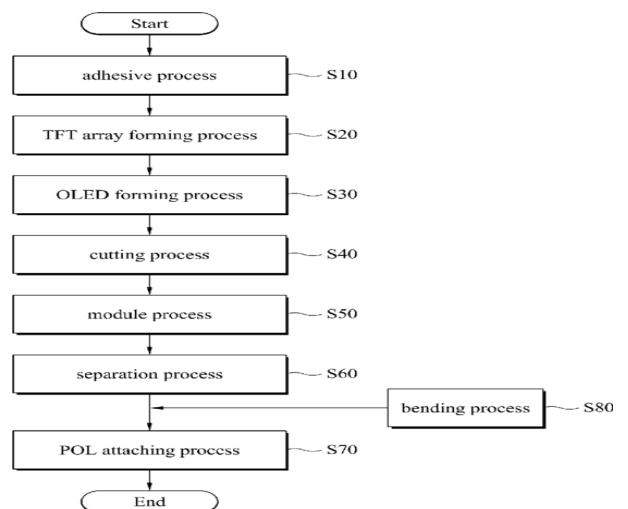 Start
adhesive process S10
TFT array forming process S20
OLED forming process S30
cutting process S40
module process S50
separation process S60
bending process S80
POL attaching process S70
End